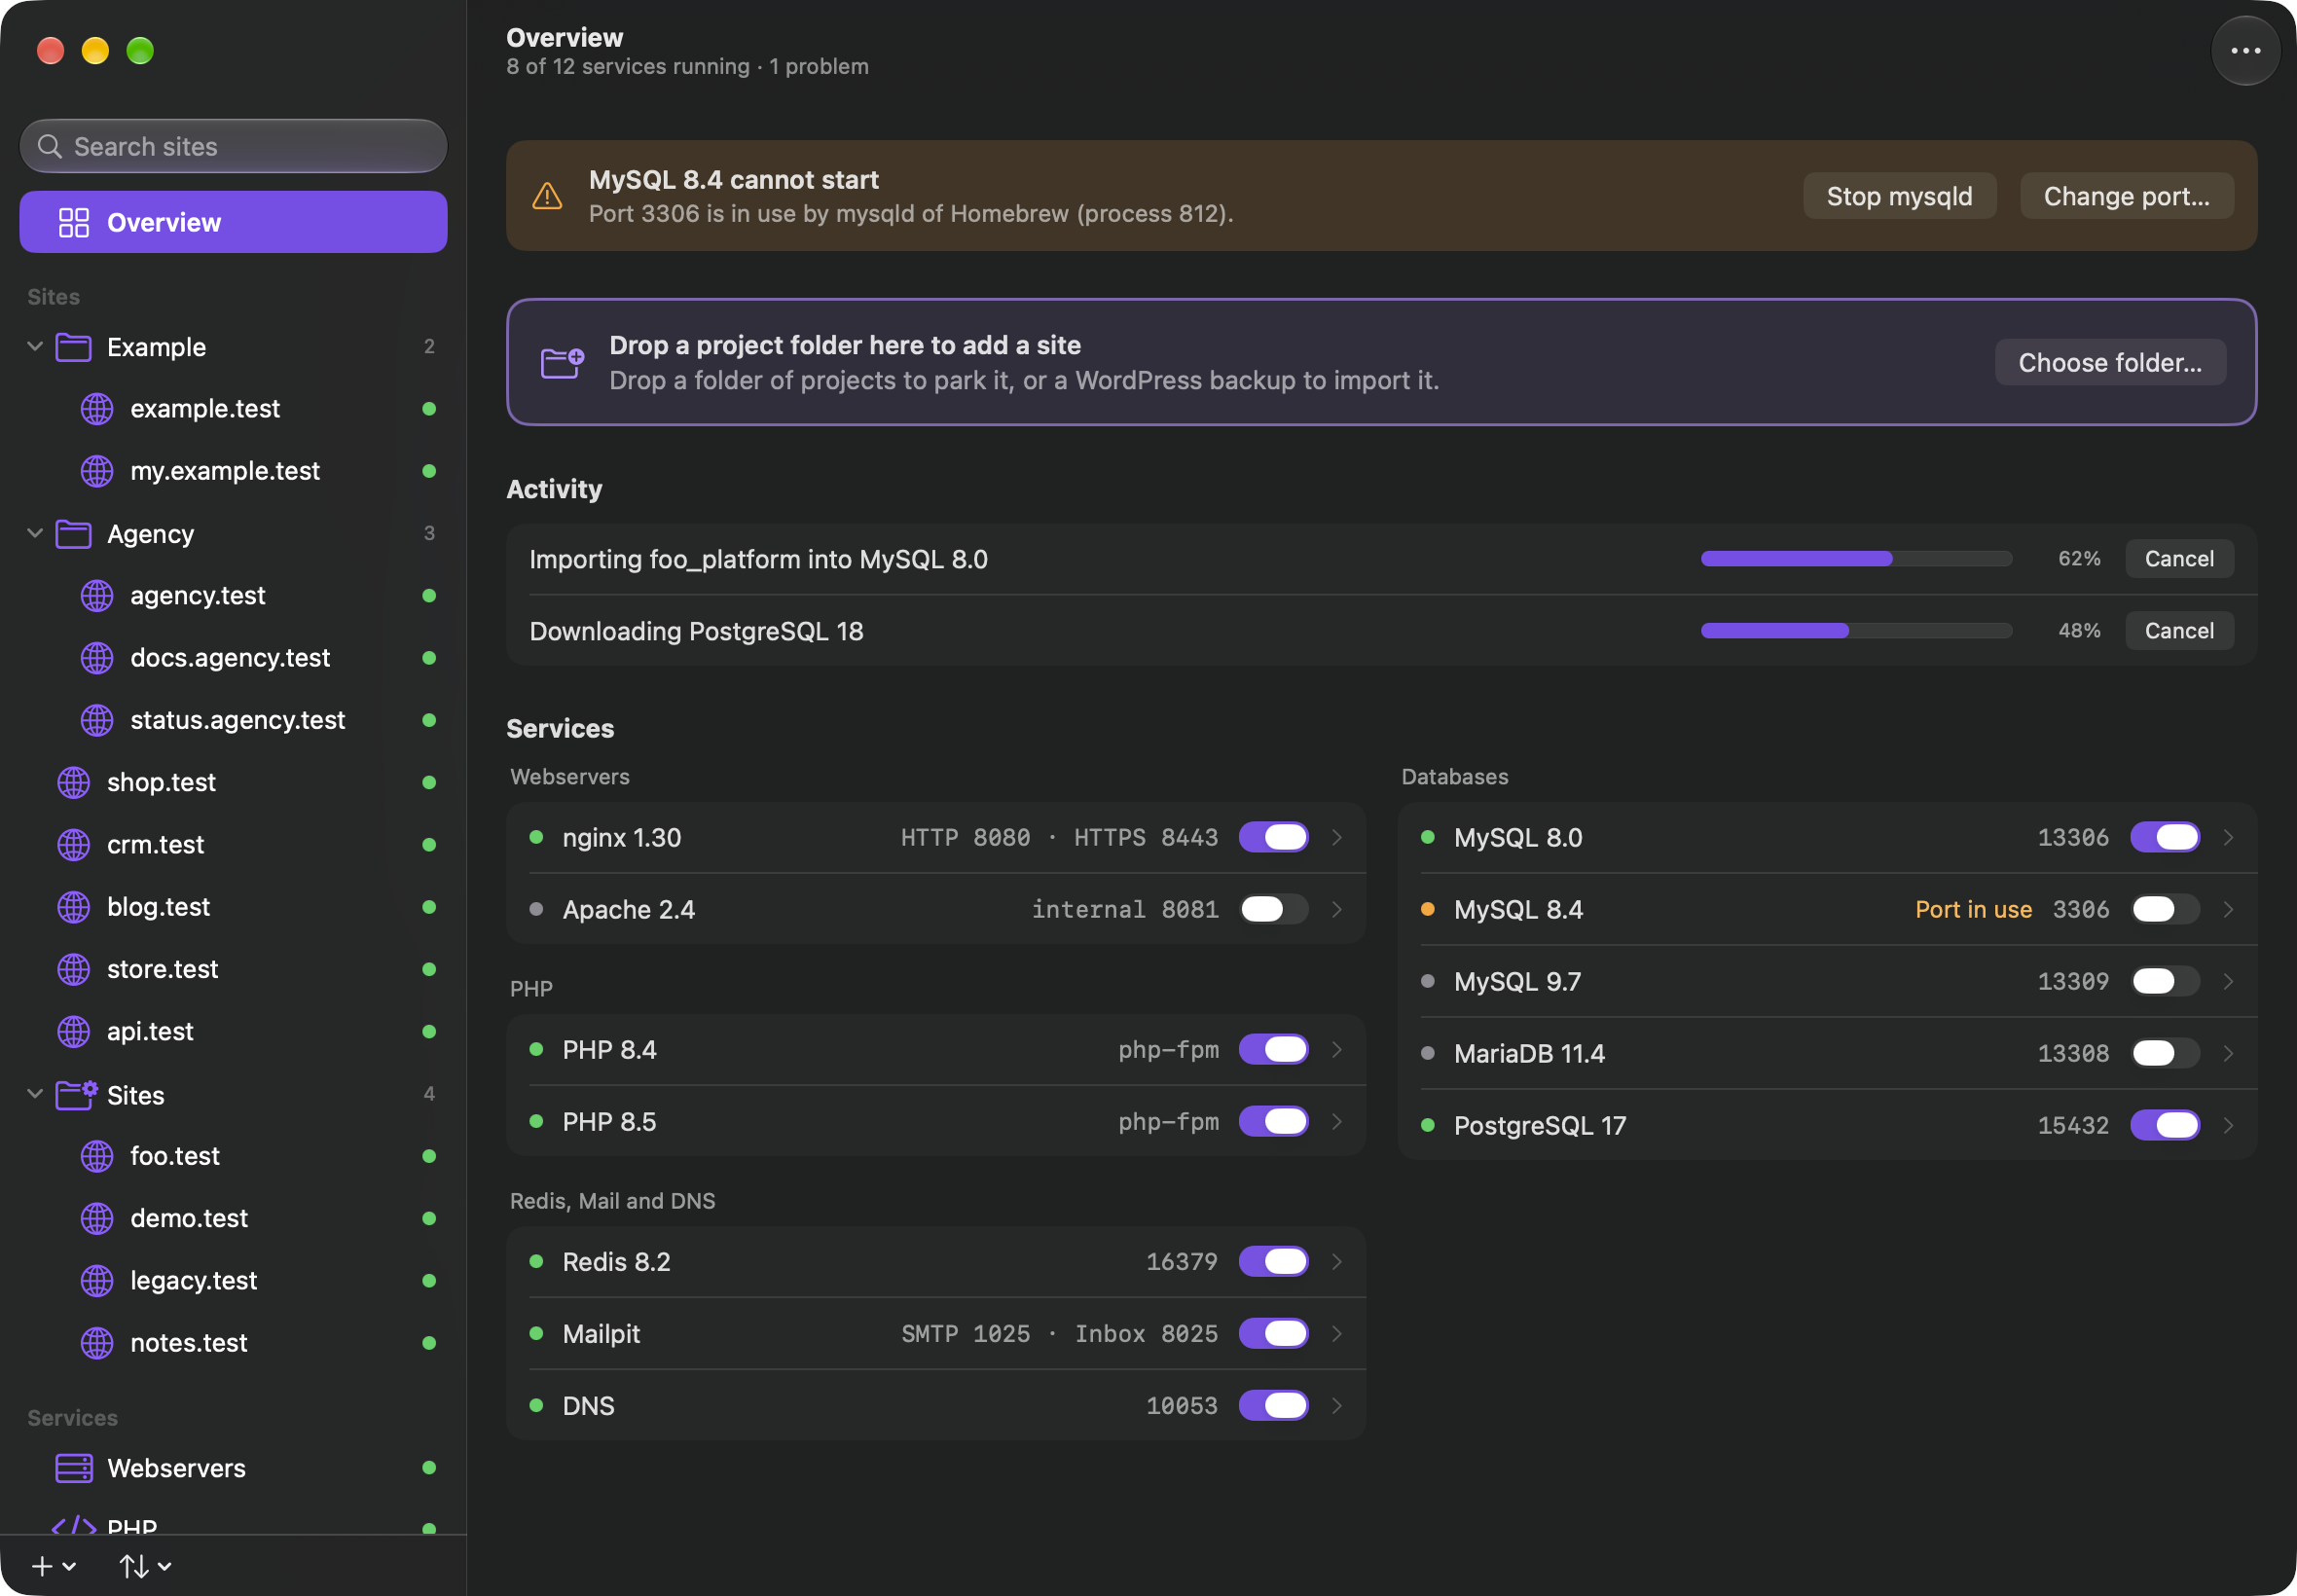 Search sites
Overview
Sites
Example 2
example.test
my.example.test
Agency 3
agency.test
docs.agency.test
status.agency.test
shop.test
crm.test
blog.test
store.test
api.test
Sites 4
foo.test
demo.test
legacy.test
notes.test
Services
Webservers
PHP
Overview
8 of 12 services running · 1 problem
MySQL 8.4 cannot start
Port 3306 is in use by mysqld of Homebrew (process 812).
Stop mysqld
Change port...
Drop a project folder here to add a site
Drop a folder of projects to park it, or a WordPress backup to import it.
Choose folder...
Activity
Importing foo_platform into MySQL 8.0 62% Cancel
Downloading PostgreSQL 18 48% Cancel
Services
Webservers
nginx 1.30 HTTP 8080 · HTTPS 8443
Apache 2.4 internal 8081
PHP
PHP 8.4 php-fpm
PHP 8.5 php-fpm
Redis, Mail and DNS
Redis 8.2 16379
Mailpit SMTP 1025 · Inbox 8025
DNS 10053
Databases
MySQL 8.0 13306
MySQL 8.4 Port in use 3306
MySQL 9.7 13309
MariaDB 11.4 13308
PostgreSQL 17 15432